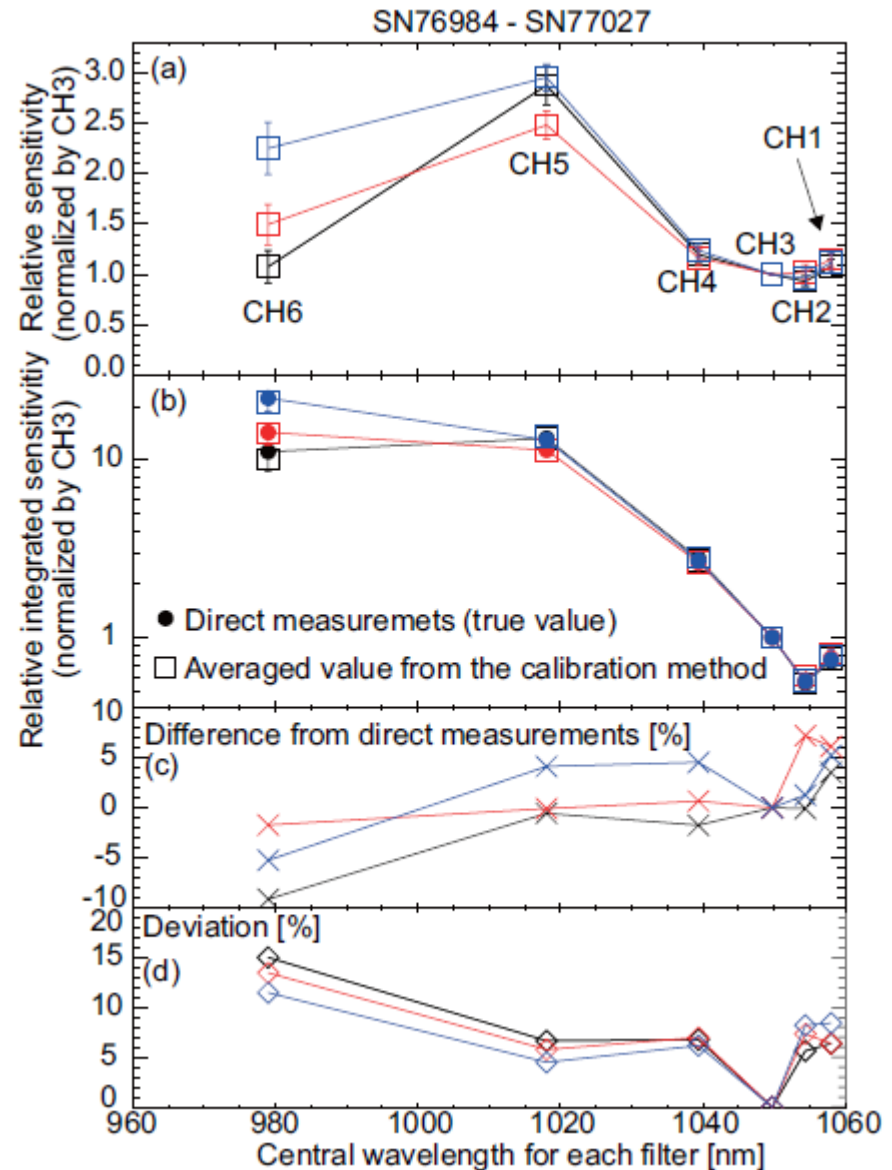 SN76984 - SN77027
Relative sensitivity
(normalized by CH3)
(a)
3.0
2.5
2.0
1.5
1.0
0.5
0.0
CH1
CH5
CH3
CH4
CH6
CH2
Relative integrated sensitivitiy
(normalized by CH3)
(b)
10
1
Direct measuremets (true value)
Averaged value from the calibration method
10
5
0
-5
-10
Difference from direct measurements [%]
(c)
20
15
10
5
0
Deviation [%]
(d)
960 980 1000 1020 1040 1060
Central wavelength for each filter [nm]